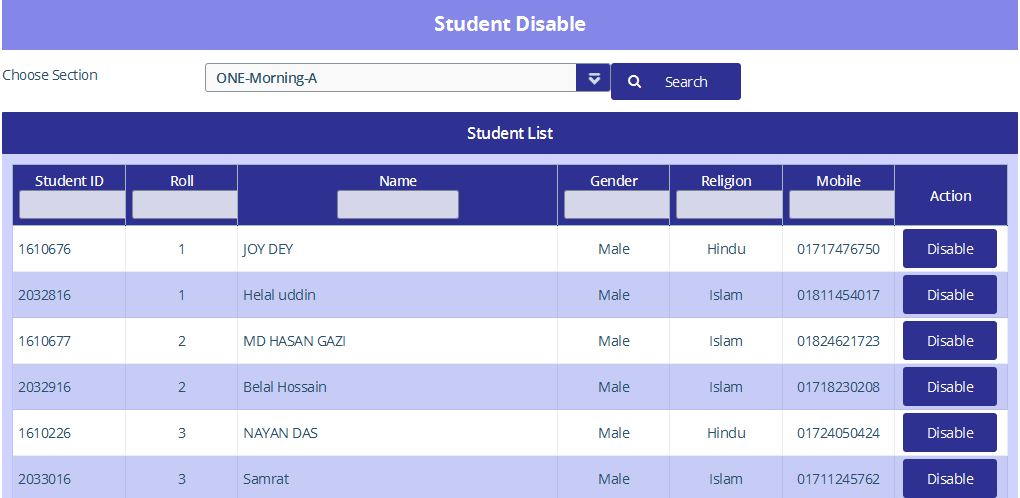 Student Disable
Choose Section ONE-Morning-A Search
Student List
Student ID Roll Name Gender Religion Mobile Action
1610676 1 JOY DEY Male Hindu 01717476750 Disable
2032816 1 Helal uddin Male Islam 01811454017 Disable
1610677 2 MD HASAN GAZI Male Islam 01824621723 Disable
2032916 2 Belal Hossain Male Islam 01718230208 Disable
1610226 3 NAYAN DAS Male Hindu 01724050424 Disable
2033016 3 Samrat Male Islam 01711245762 Disable